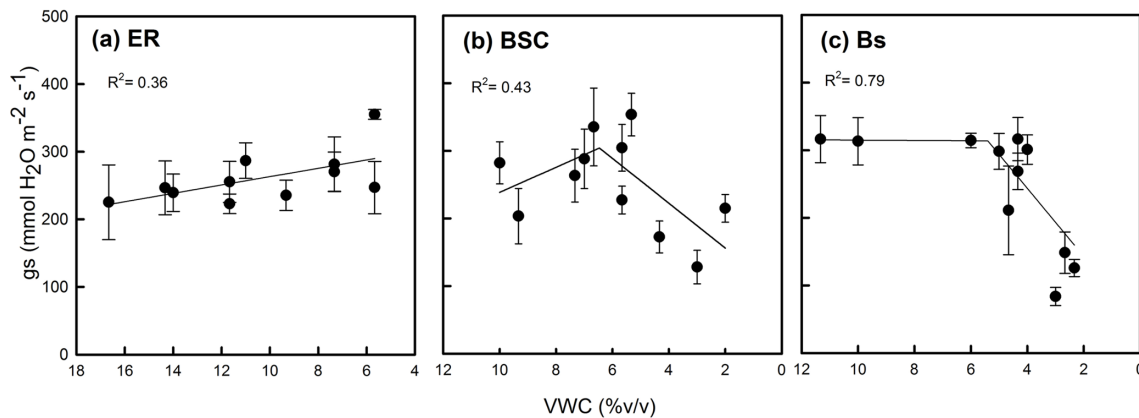 (a) ER
R²= 0.36
(b) BSC
R²= 0.43
(c) Bs
R²= 0.79
gs (mmol H₂O m⁻² s⁻¹)
500
400
300
200
100
0
18 16 14 12 10 8 6 4
10 8 6 4 2 0
12 10 8 6 4 2 0
VWC (%v/v)